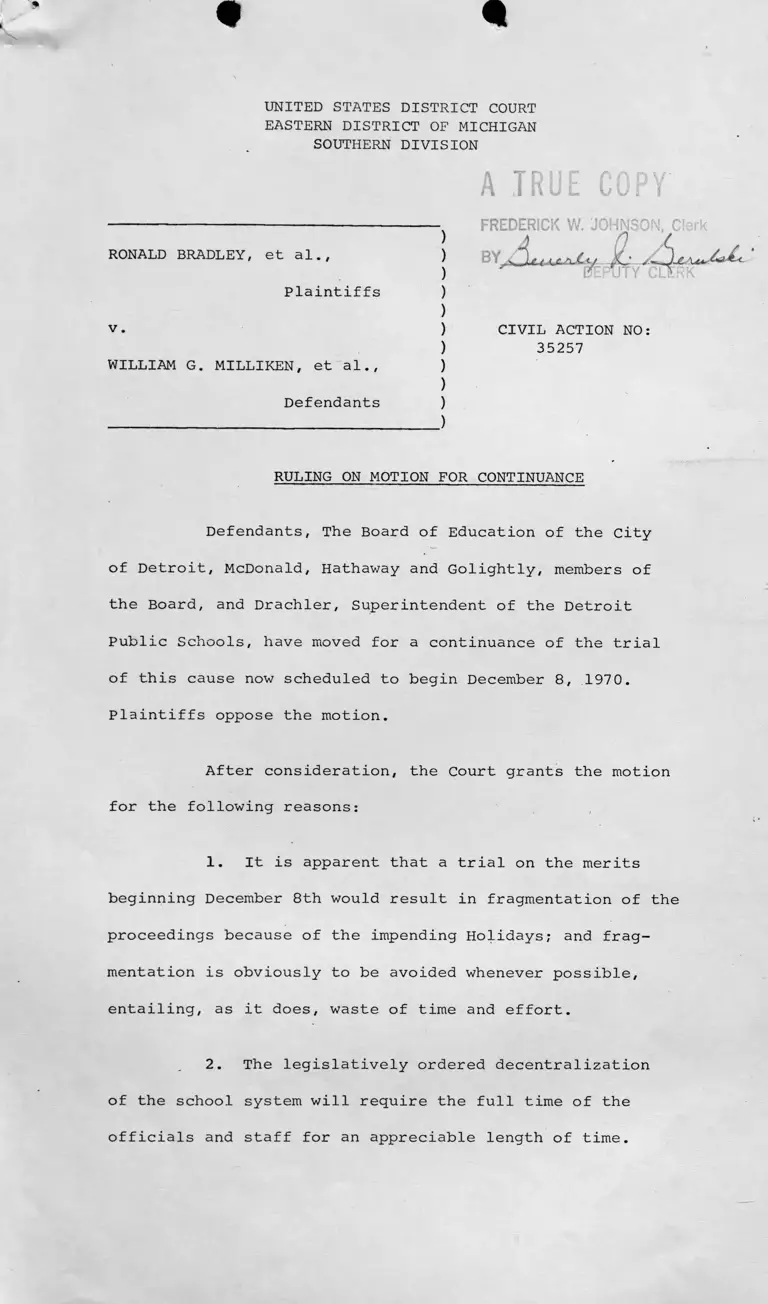 UNITED STATES DISTRICT COURT
EASTERN DISTRICT OF MICHIGAN
SOUTHERN DIVISION
A TRUE COPY
FREDERICK W. JOHNSON, Clerk
BY Beverly
DEPUTY CLERK
)
RONALD BRADLEY, et al., )
)
Plaintiffs )
)
v. ) CIVIL ACTION NO:
) 35257
WILLIAM G. MILLIKEN, et al., )
)
Defendants )
)
RULING ON MOTION FOR CONTINUANCE
Defendants, The Board of Education of the City
of Detroit, McDonald, Hathaway and Golightly, members of
the Board, and Drachler, Superintendent of the Detroit
Public Schools, have moved for a continuance of the trial
of this cause now scheduled to begin December 8, 1970.
Plaintiffs oppose the motion.
After consideration, the Court grants the motion
for the following reasons:
1. It is apparent that a trial on the merits
beginning December 8th would result in fragmentation of the
proceedings because of the impending Holidays; and frag-
mentation is obviously to be avoided whenever possible,
entailing, as it does, waste of time and effort.
2. The legislatively ordered decentralization
of the school system will require the full time of the
officials and staff for an appreciable length of time.